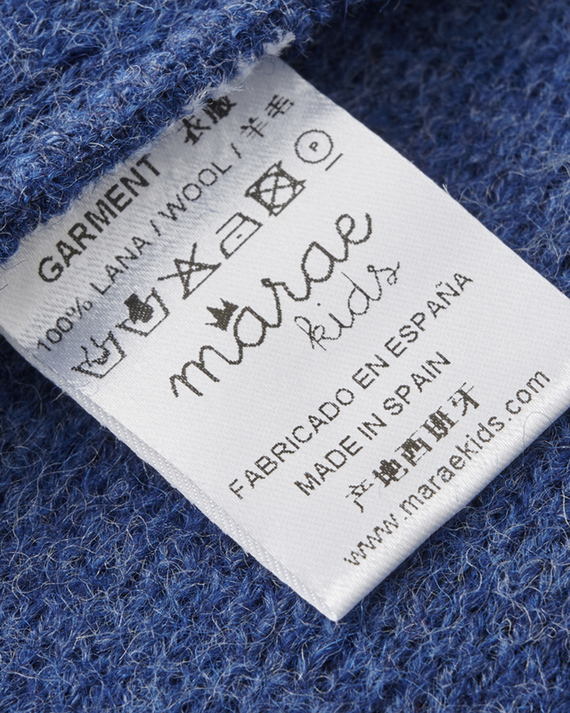 GARMENT 衣服
100% LANA / WOOL / 羊毛
marae
kids
FABRICADO EN ESPAÑA
MADE IN SPAIN
产地西班牙
www.maraekids.com